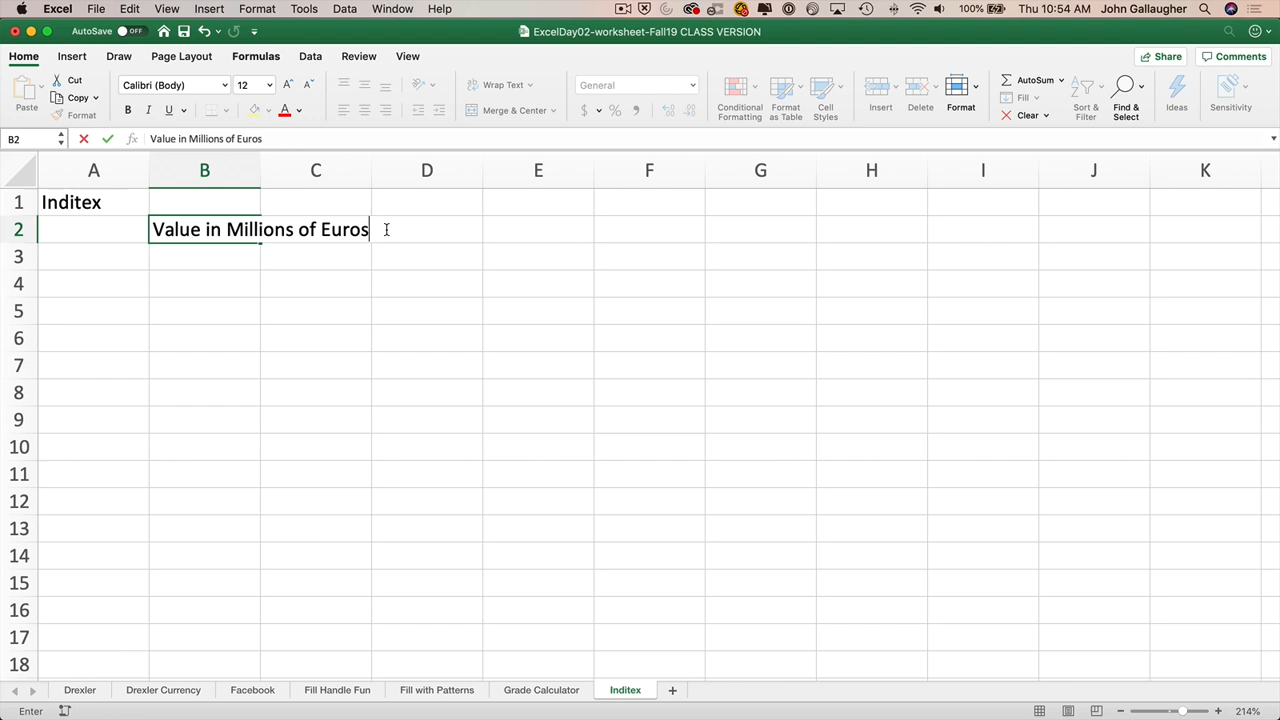 Excel File Edit View Insert Format Tools Data Window Help 100% Thu 10:54 AM John Gallaugher
AutoSave OFF ExcelDay02-worksheet-Fall19 CLASS VERSION
Home Insert Draw Page Layout Formulas Data Review View Share Comments
Paste Cut Copy Format Calibri (Body) 12 B I U Wrap Text Merge & Center General $ % Conditional Formatting Format as Table Cell Styles Insert Delete Format AutoSum Fill Clear Sort & Filter Find & Select Ideas Sensitivity
B2 fx Value in Millions of Euros
A B C D E F G H I J K
1 Inditex
2 Value in Millions of Euros
3
4
5
6
7
8
9
10
11
12
13
14
15
16
17
18
Drexler Drexler Currency Facebook Fill Handle Fun Fill with Patterns Grade Calculator Inditex
Enter 214%